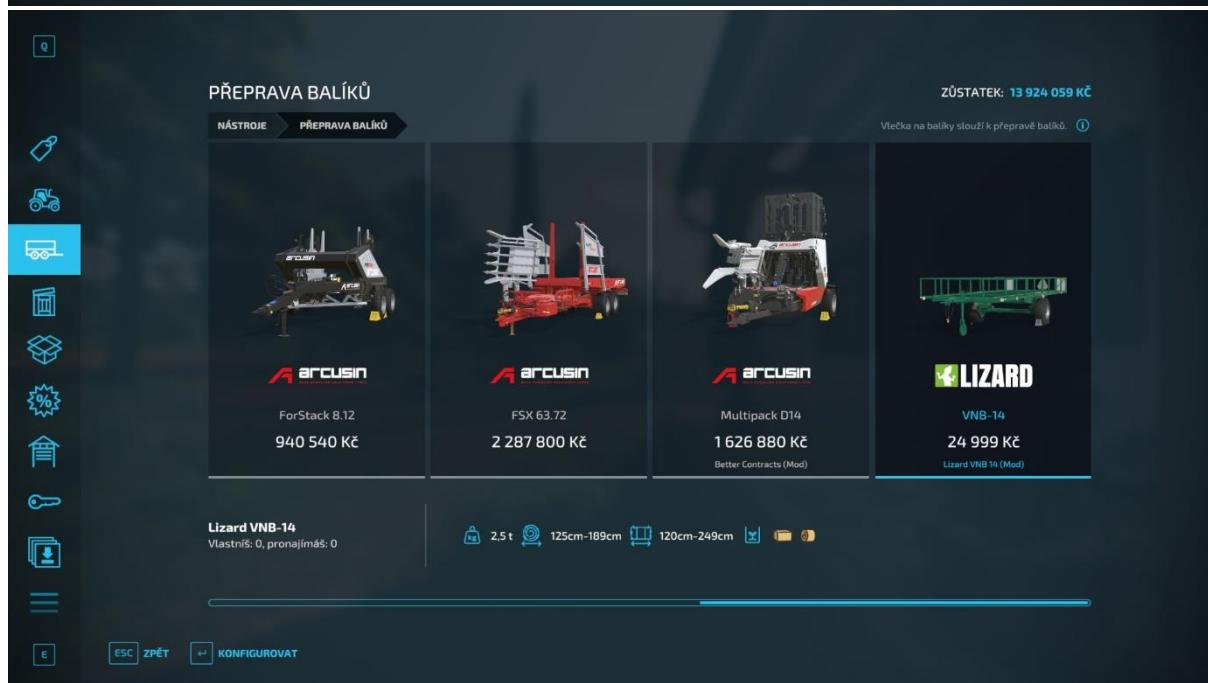 Q
PŘEPRAVA BALÍKŮ
ZŮSTATEK: 13 924 059 KČ
NÁSTROJE PŘEPRAVA BALÍKŮ
Vlečka na balíky slouží k přepravě balíků.
arcusin
arcusin
arcusin
LIZARD
ForStack 8.12
FSX 63.72
Multipack D14
VNB-14
940 540 Kč
2 287 800 Kč
1 626 880 Kč
24 999 Kč
Better Contracts (Mod)
Lizard VNB 14 (Mod)
Lizard VNB-14
Vlastníš: 0, pronajímáš: 0
kg 2,5 t 125cm-189cm 120cm-249cm
E
ESC ZPĚT KONFIGUROVAT